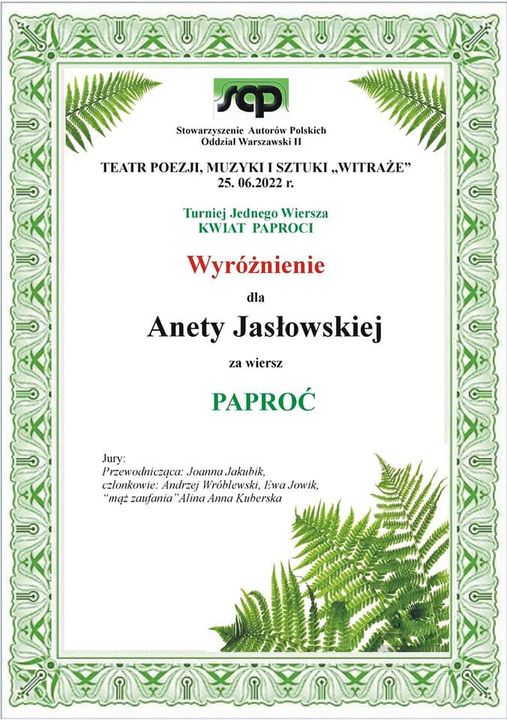 sap
Stowarzyszenie Autorów Polskich
Oddział Warszawski II
TEATR POEZJI, MUZYKI I SZTUKI „WITRAŻE”
25. 06.2022 r.
Turniej Jednego Wiersza
KWIAT PAPROCI
Wyróżnienie
dla
Anety Jasłowskiej
za wiersz
PAPROĆ
Jury:
Przewodnicząca: Joanna Jakubik,
członkowie: Andrzej Wróblewski, Ewa Jowik,
“mąż zaufania”Alina Anna Kuberska